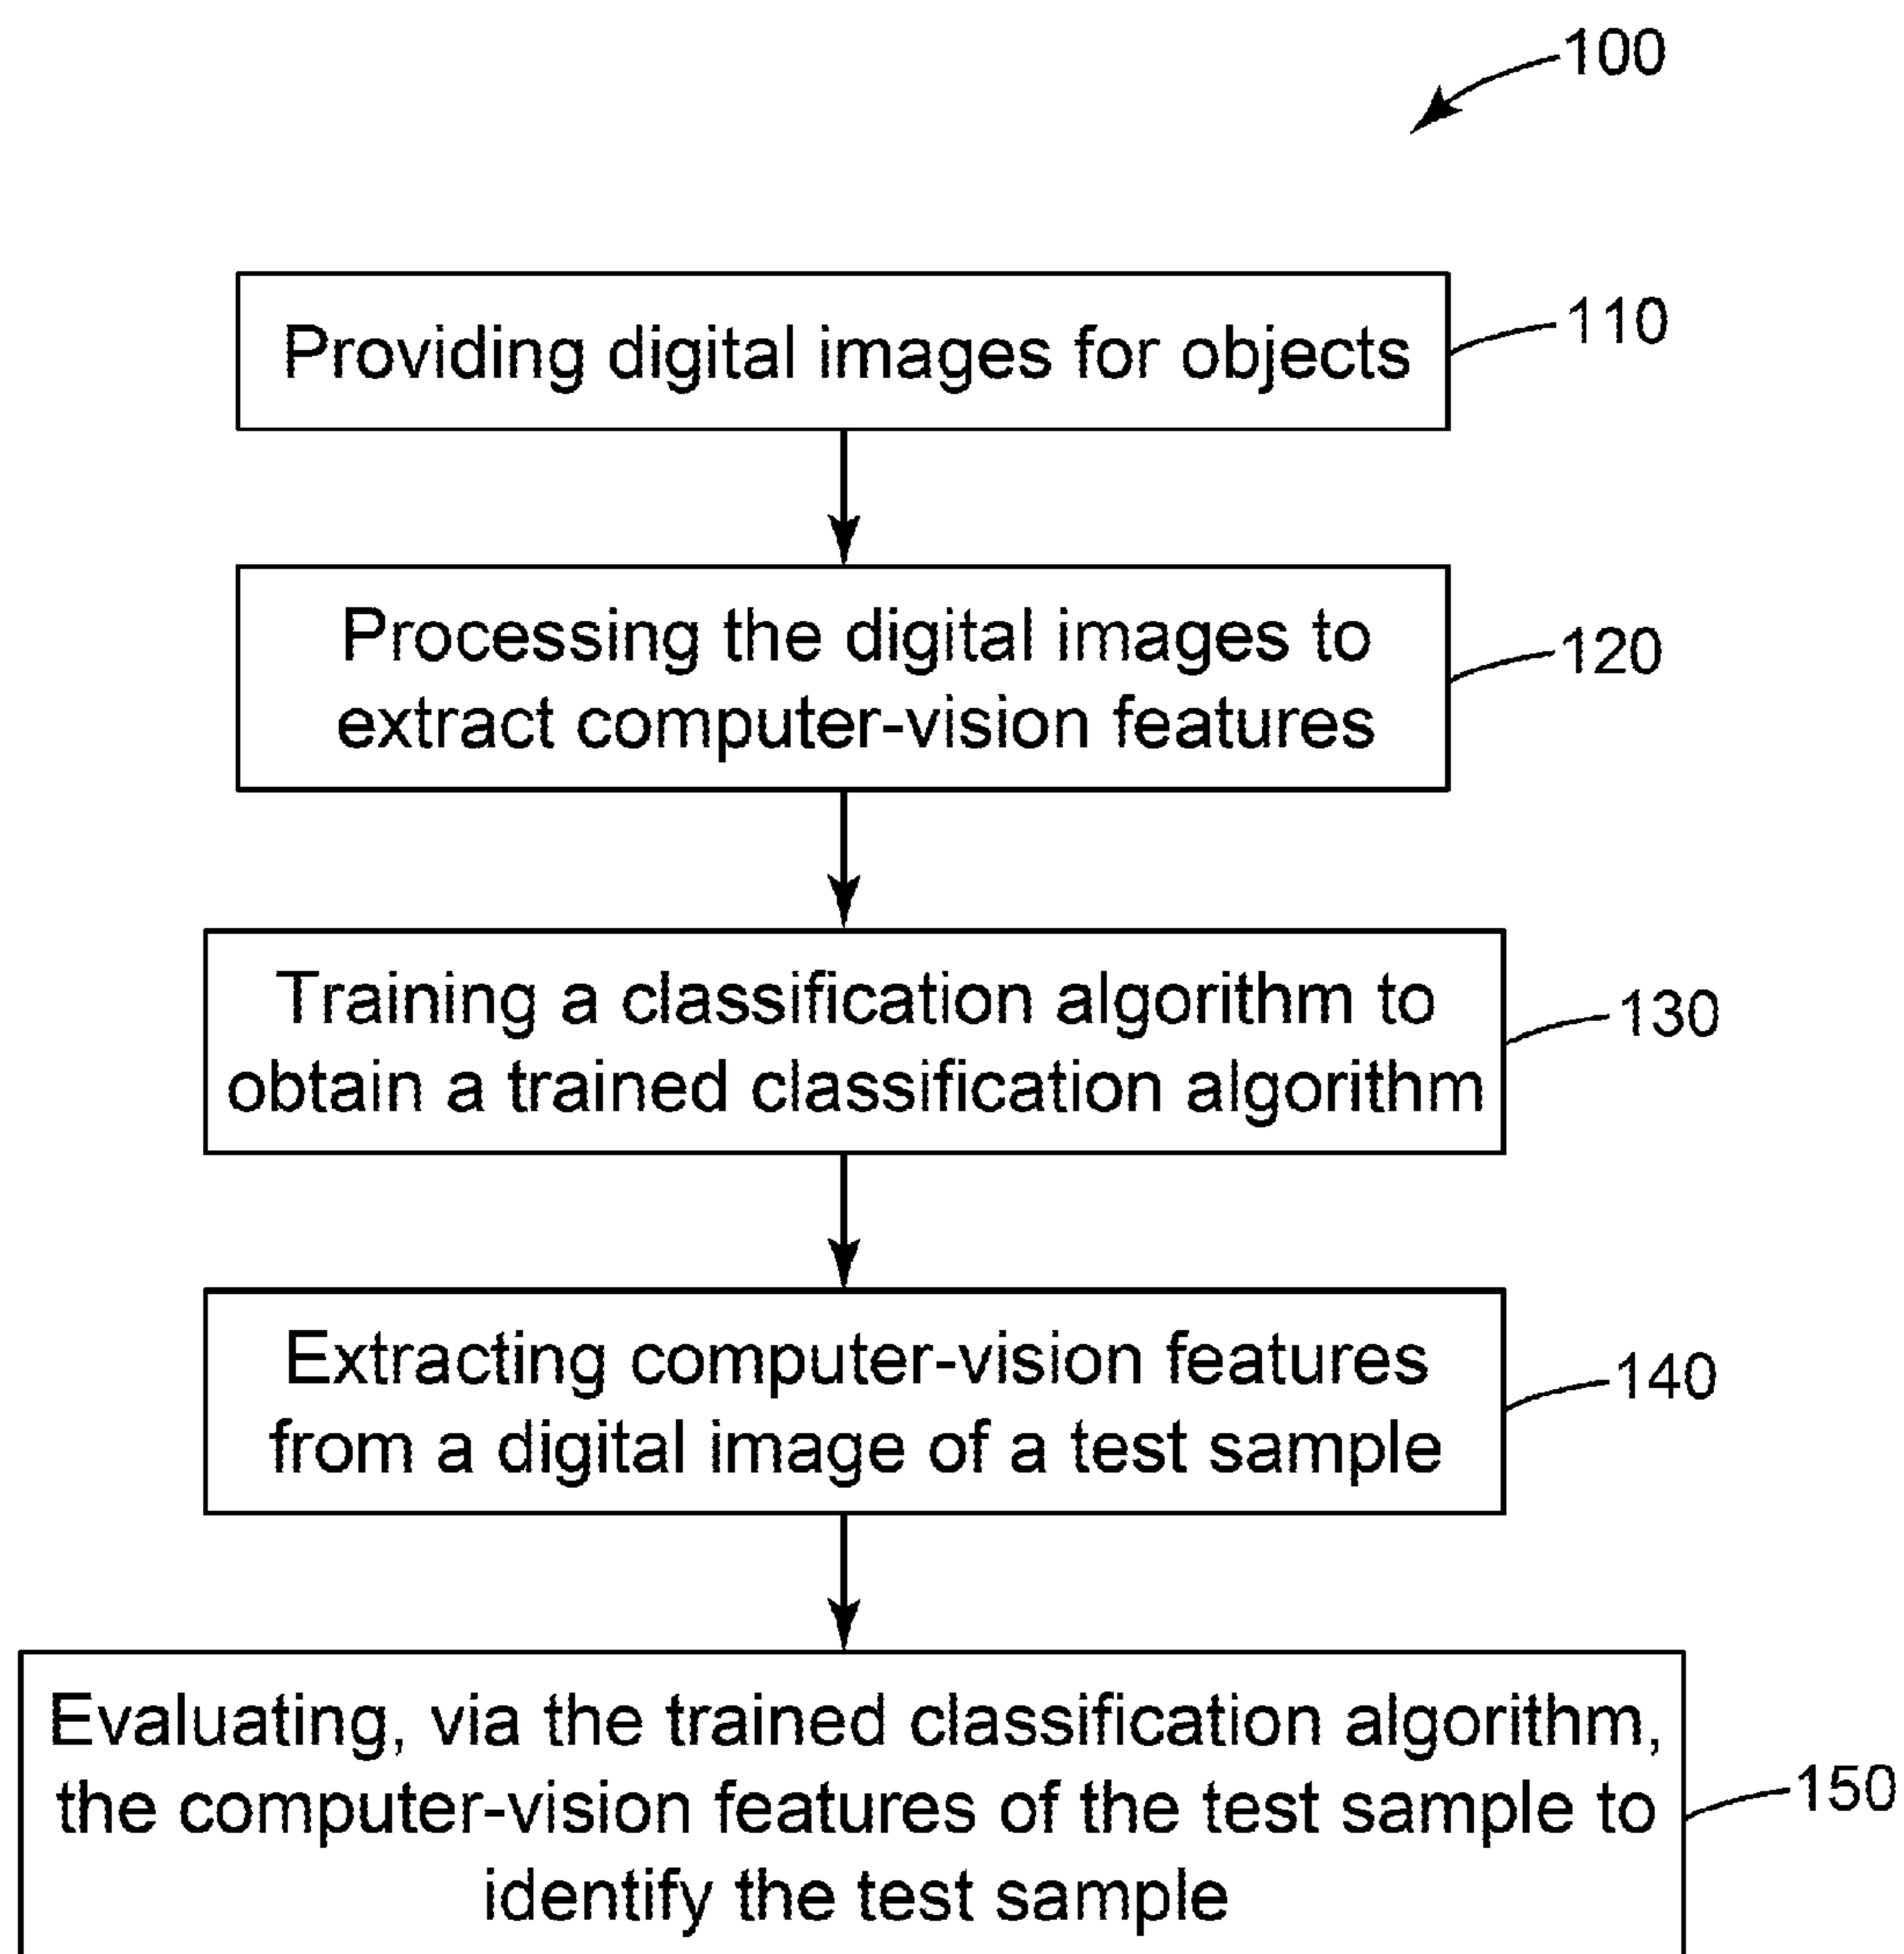 100
Providing digital images for objects
110
Processing the digital images to
extract computer-vision features
120
Training a classification algorithm to
obtain a trained classification algorithm
130
Extracting computer-vision features
from a digital image of a test sample
140
Evaluating, via the trained classification algorithm,
the computer-vision features of the test sample to
identify the test sample
150